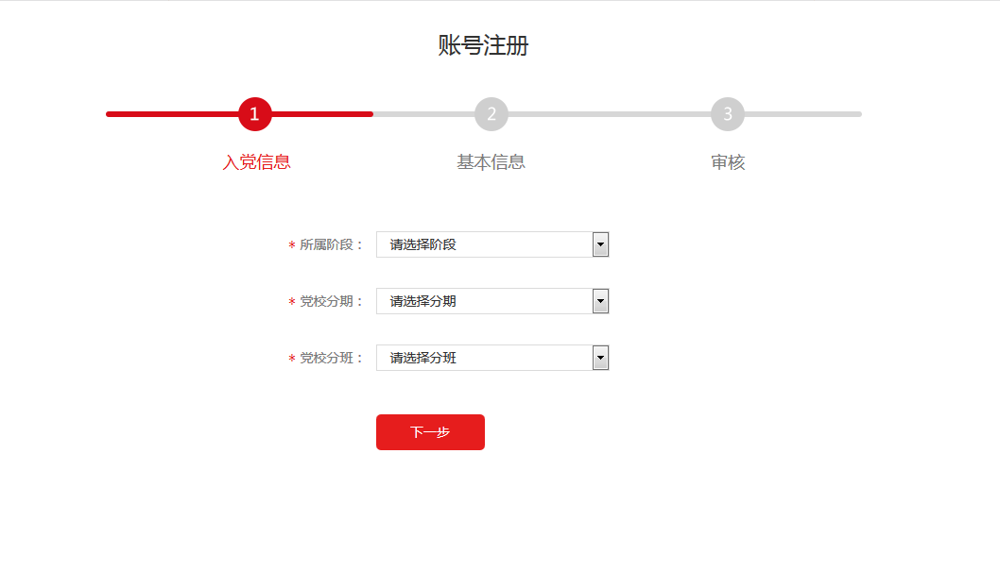 账号注册
1 2 3
入党信息 基本信息 审核
* 所属阶段： 请选择阶段
* 党校分期： 请选择分期
* 党校分班： 请选择分班
下一步